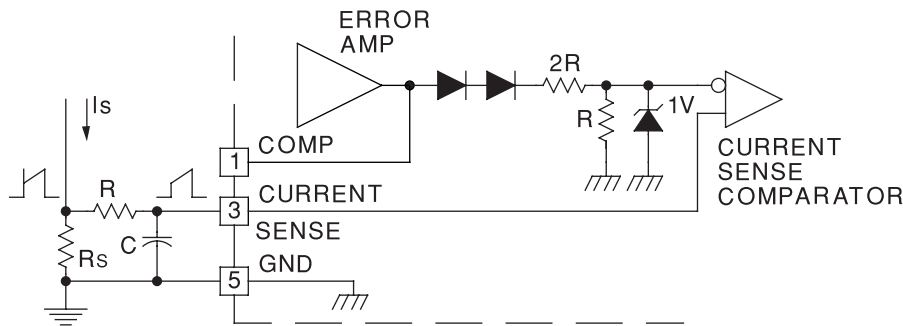 ERROR
AMP
2R
Is
R
1V
1
COMP
CURRENT
SENSE
COMPARATOR
R
3
CURRENT
SENSE
C
Rs
5
GND